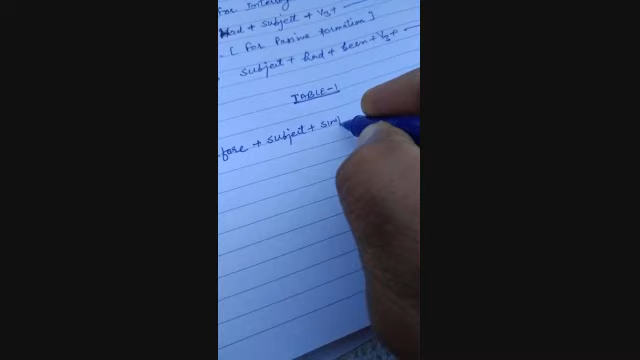 For Interrog
Had + subject + V3 +
[ For Passive formation ]
subject + had + been + V3 +
TABLE-1
fore + subject + sim